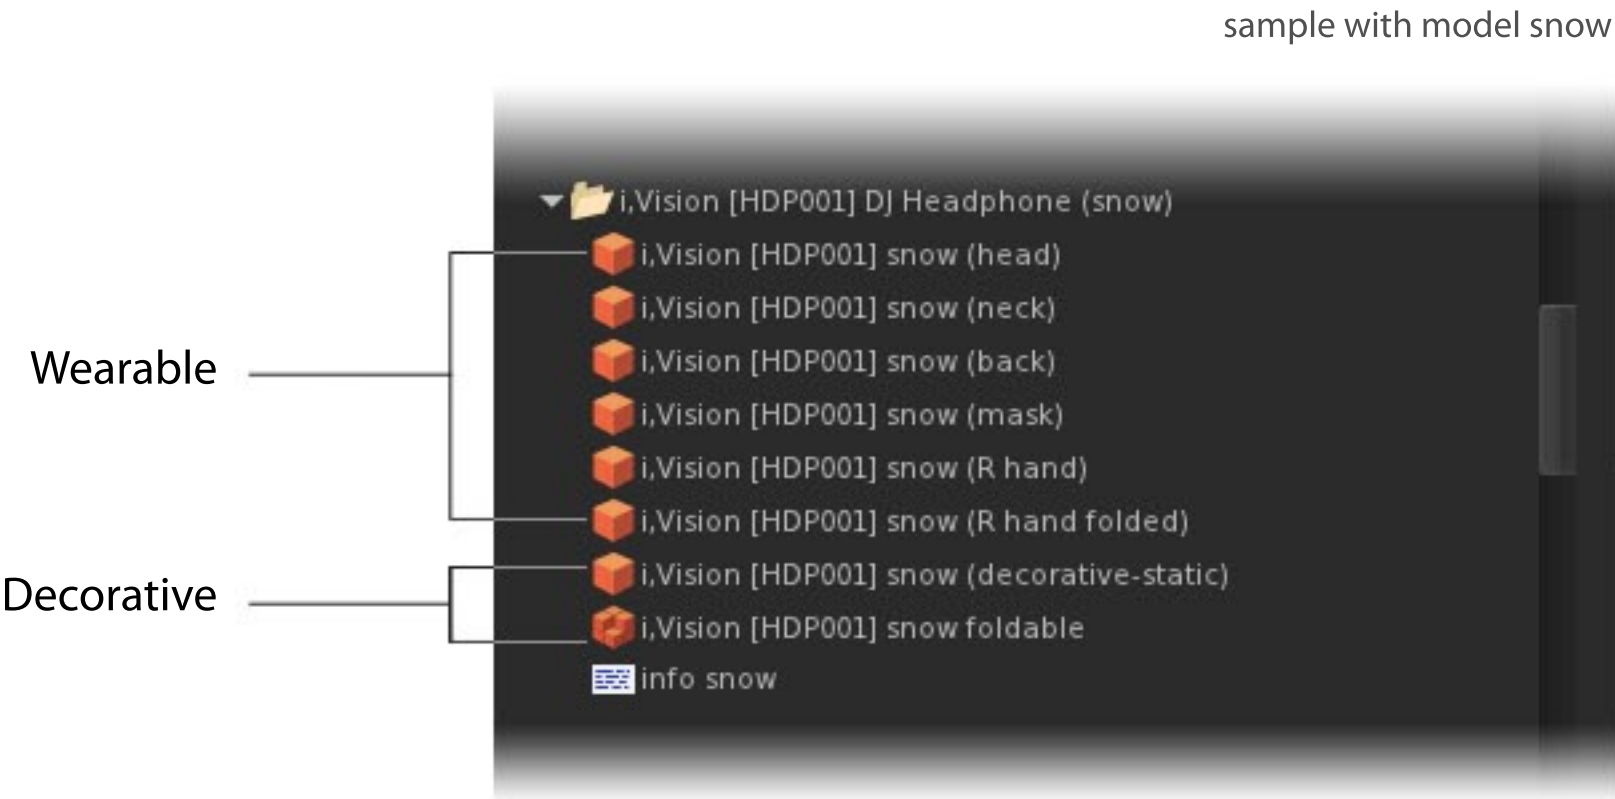 sample with model snow
i,Vision [HDP001] DJ Headphone (snow)
i,Vision [HDP001] snow (head)
i,Vision [HDP001] snow (neck)
i,Vision [HDP001] snow (back)
Wearable
i,Vision [HDP001] snow (mask)
i,Vision [HDP001] snow (R hand)
i,Vision [HDP001] snow (R hand folded)
i,Vision [HDP001] snow (decorative-static)
Decorative
i,Vision [HDP001] snow foldable
info snow